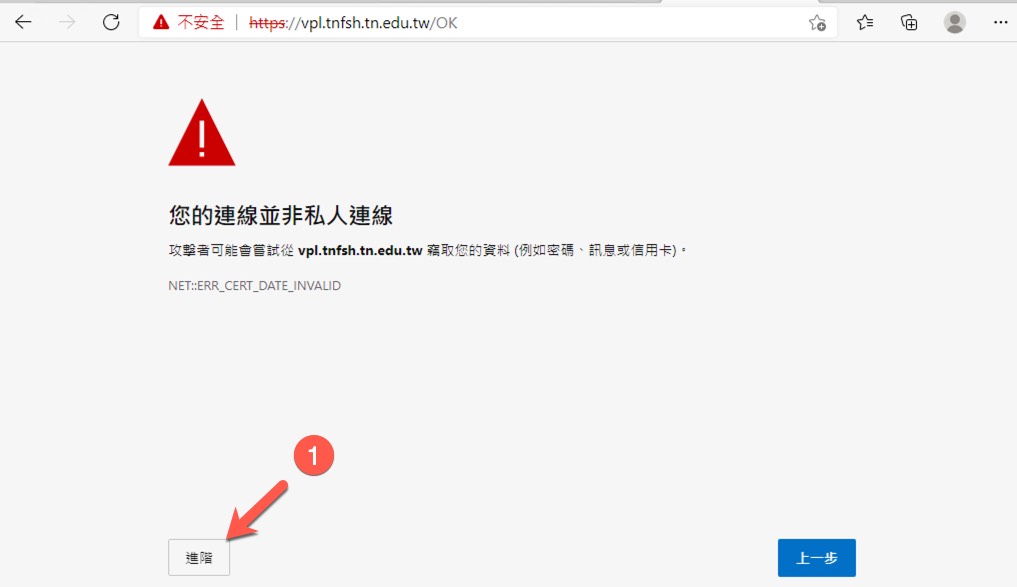 不安全 | https://vpl.tnfsh.tn.edu.tw/OK
您的連線並非私人連線
攻擊者可能會嘗試從 vpl.tnfsh.tn.edu.tw 竊取您的資料 (例如密碼、訊息或信用卡)。
NET::ERR_CERT_DATE_INVALID
1
進階
上一步